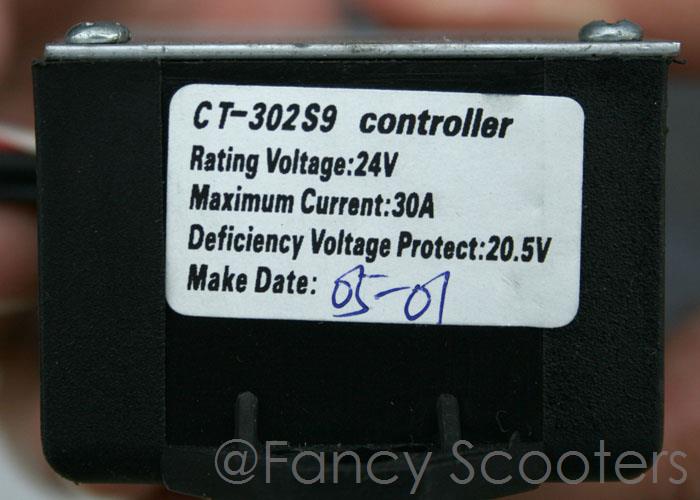 CT-302S9 controller
Rating Voltage:24V
Maximum Current:30A
Deficiency Voltage Protect:20.5V
Make Date: 05-01
@Fancy Scooters